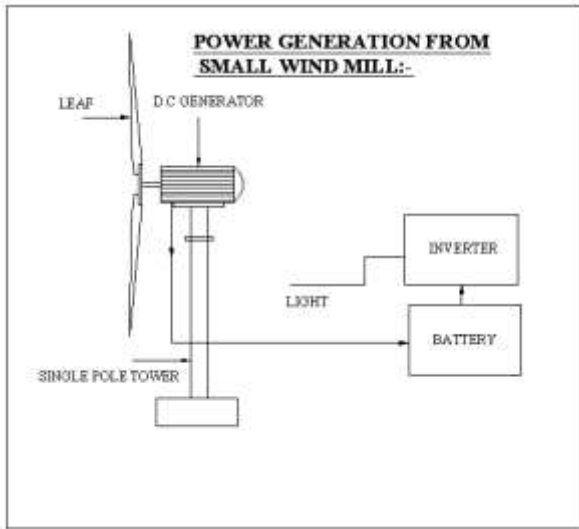 POWER GENERATION FROM
SMALL WIND MILL:-
LEAF
D.C GENERATOR
INVERTER
LIGHT
BATTERY
SINGLE POLE TOWER